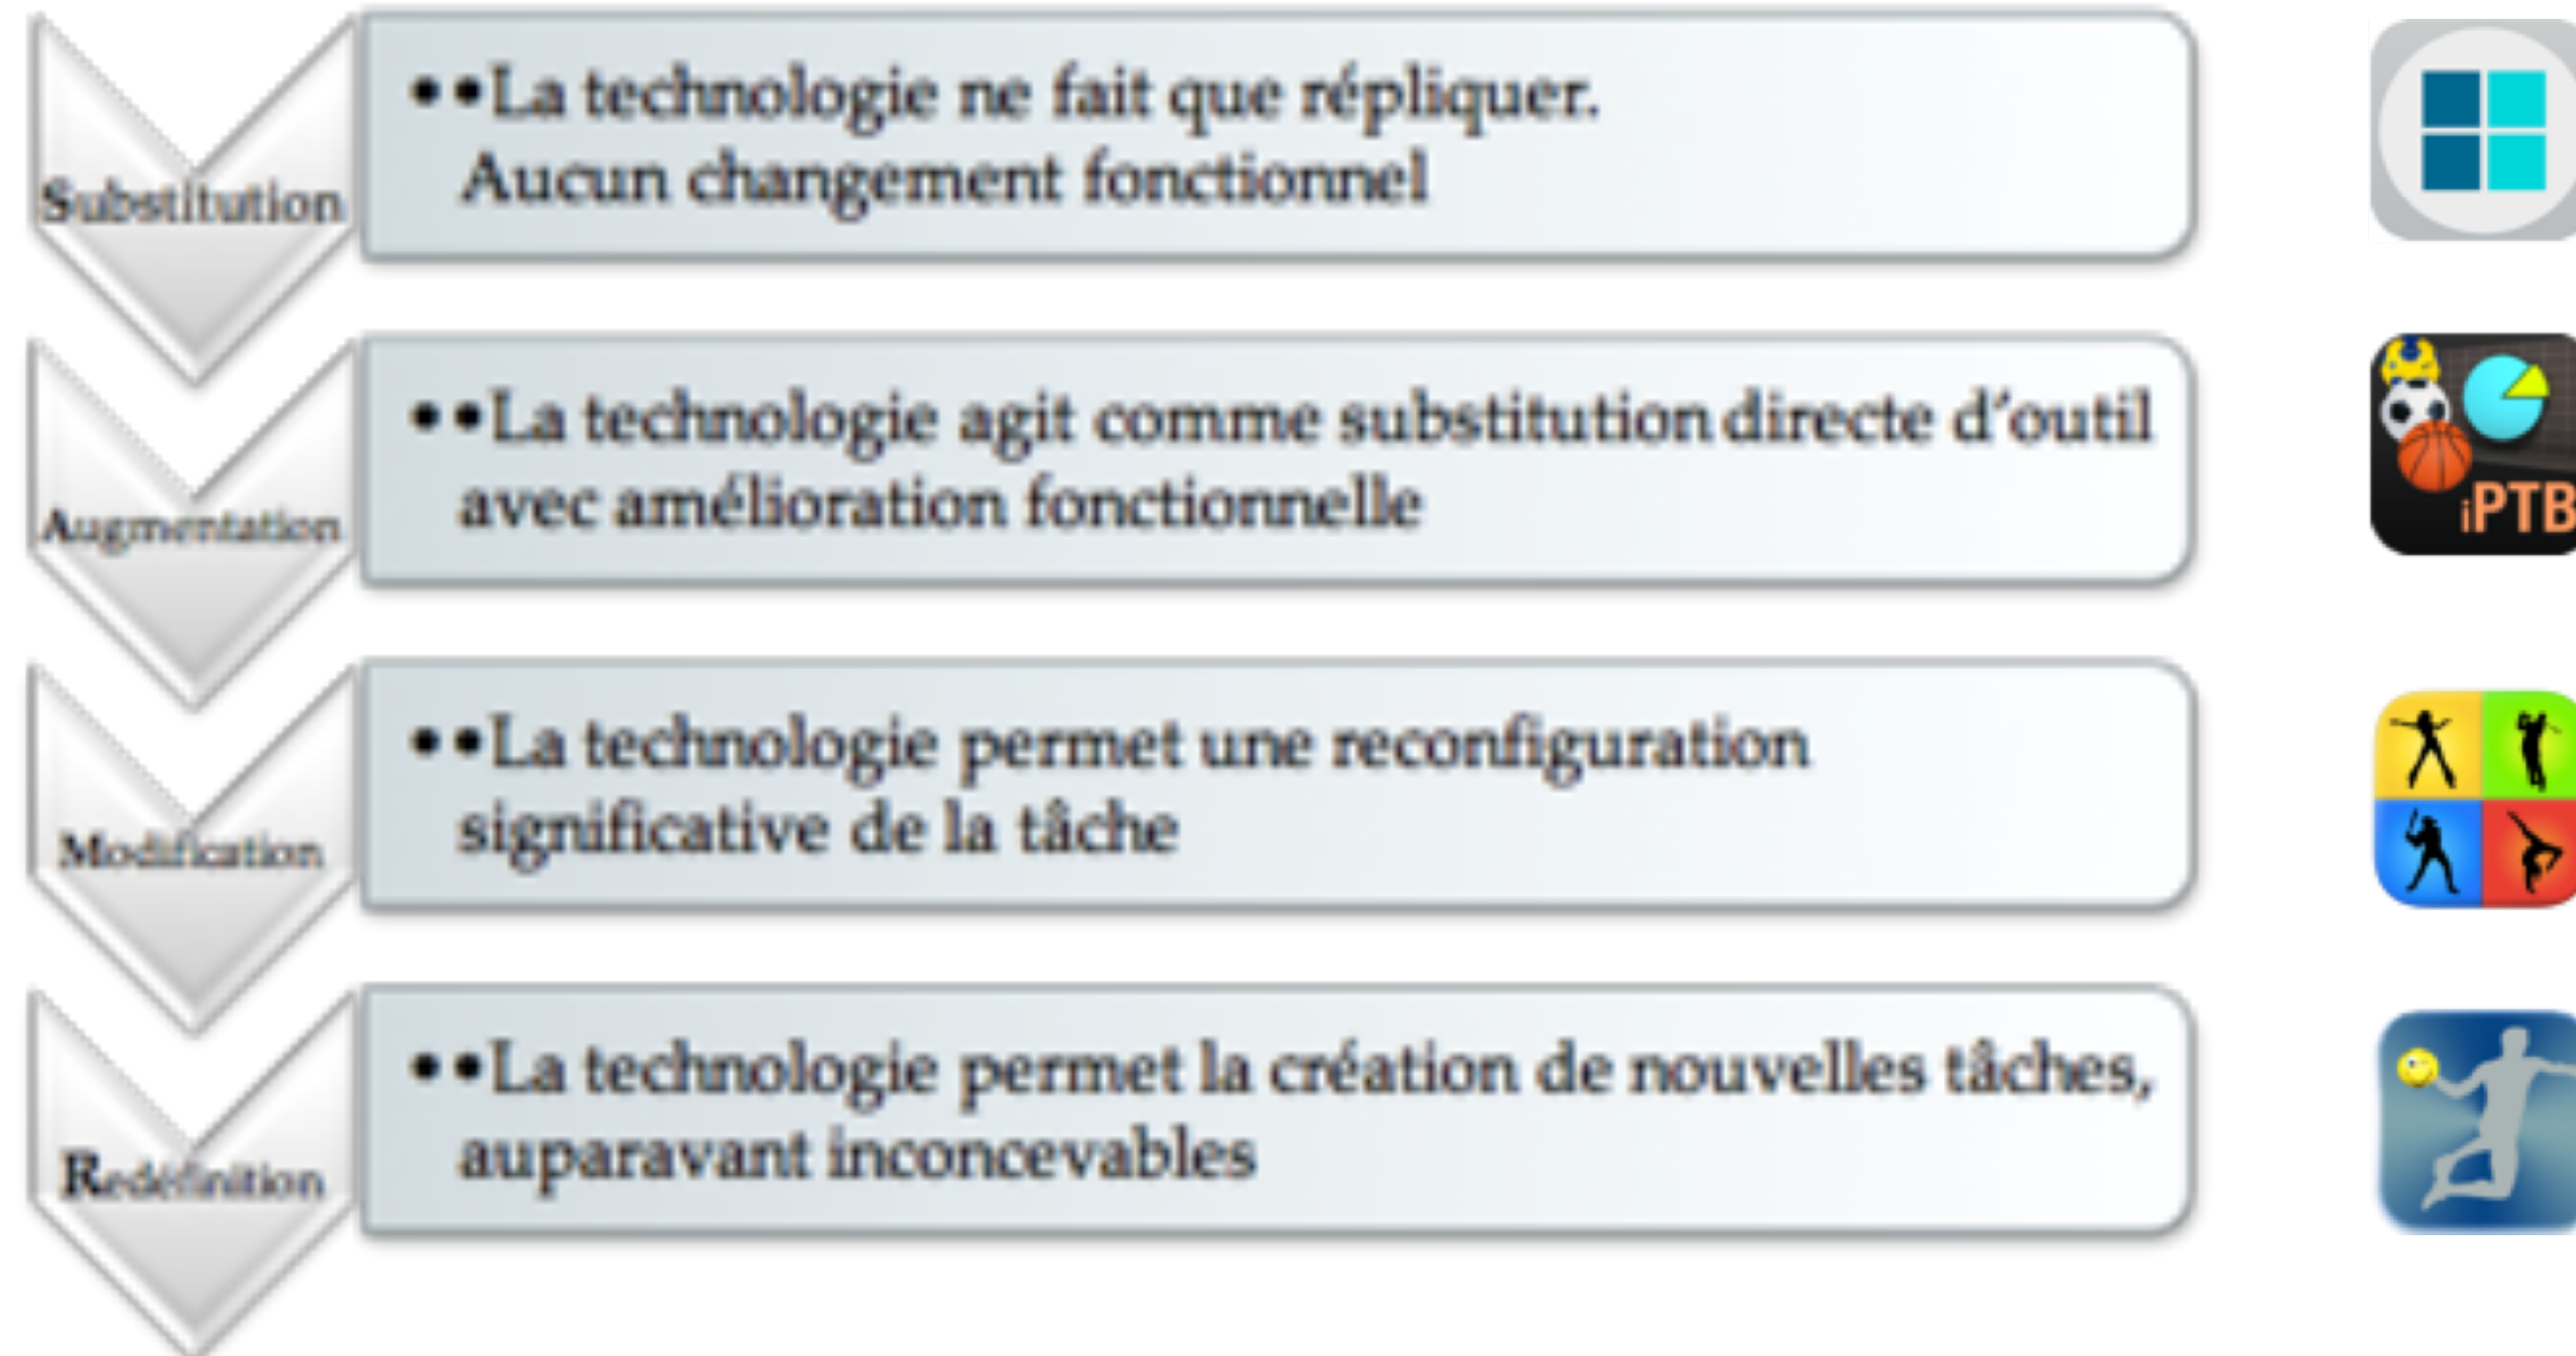 Substitution
••La technologie ne fait que répliquer.
Aucun changement fonctionnel
Augmentation
••La technologie agit comme substitution directe d'outil
avec amélioration fonctionnelle
iPTB
Modification
••La technologie permet une reconfiguration
significative de la tâche
Redéfinition
••La technologie permet la création de nouvelles tâches,
auparavant inconcevables